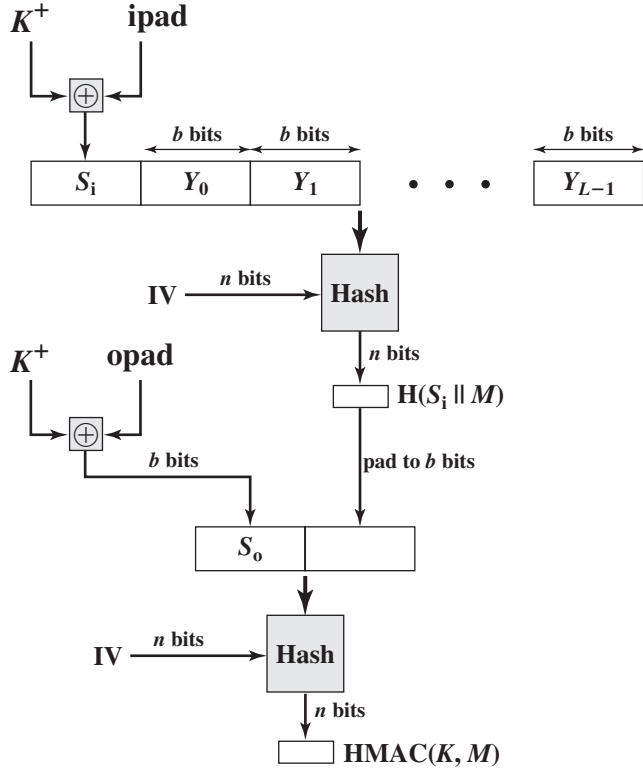 K⁺ ipad
⊕
b bits b bits b bits
Sᵢ Y₀ Y₁ • • • Y_{L−1}
IV n bits Hash
n bits
K⁺ opad
H(Sᵢ || M)
⊕
b bits pad to b bits
Sₒ
IV n bits Hash
n bits
HMAC(K, M)